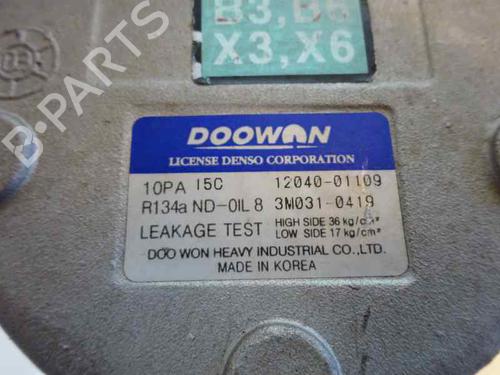 B3,B6
X3,X6
DOOWON
LICENSE DENSO CORPORATION
10PA 15C 12040-01109
R134a ND-OIL 8 3M031-0419
LEAKAGE TEST HIGH SIDE 36 kg/cm²
LOW SIDE 17 kg/cm²
DOO WON HEAVY INDUSTRIAL CO.,LTD.
MADE IN KOREA
B-PARTS